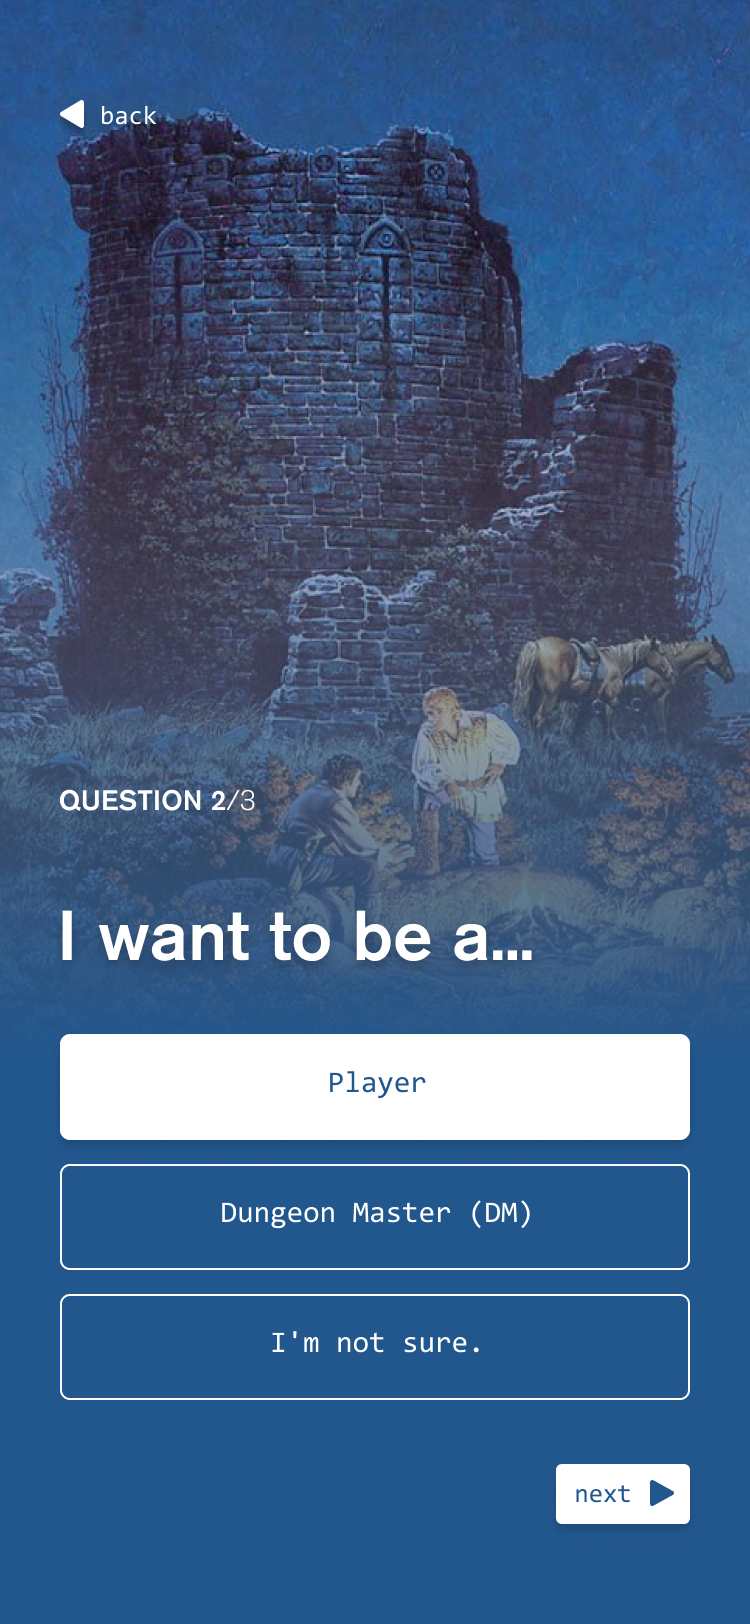 back
QUESTION 2/3
I want to be a...
Player
Dungeon Master (DM)
I'm not sure.
next